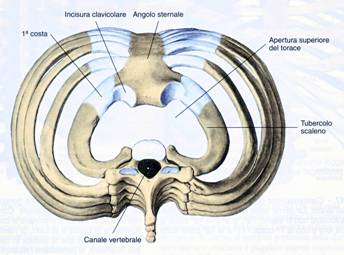 Incisura clavicolare
Angolo sternale
1ª costa
Apertura superiore
del torace
Tubercolo
scaleno
Canale vertebrale